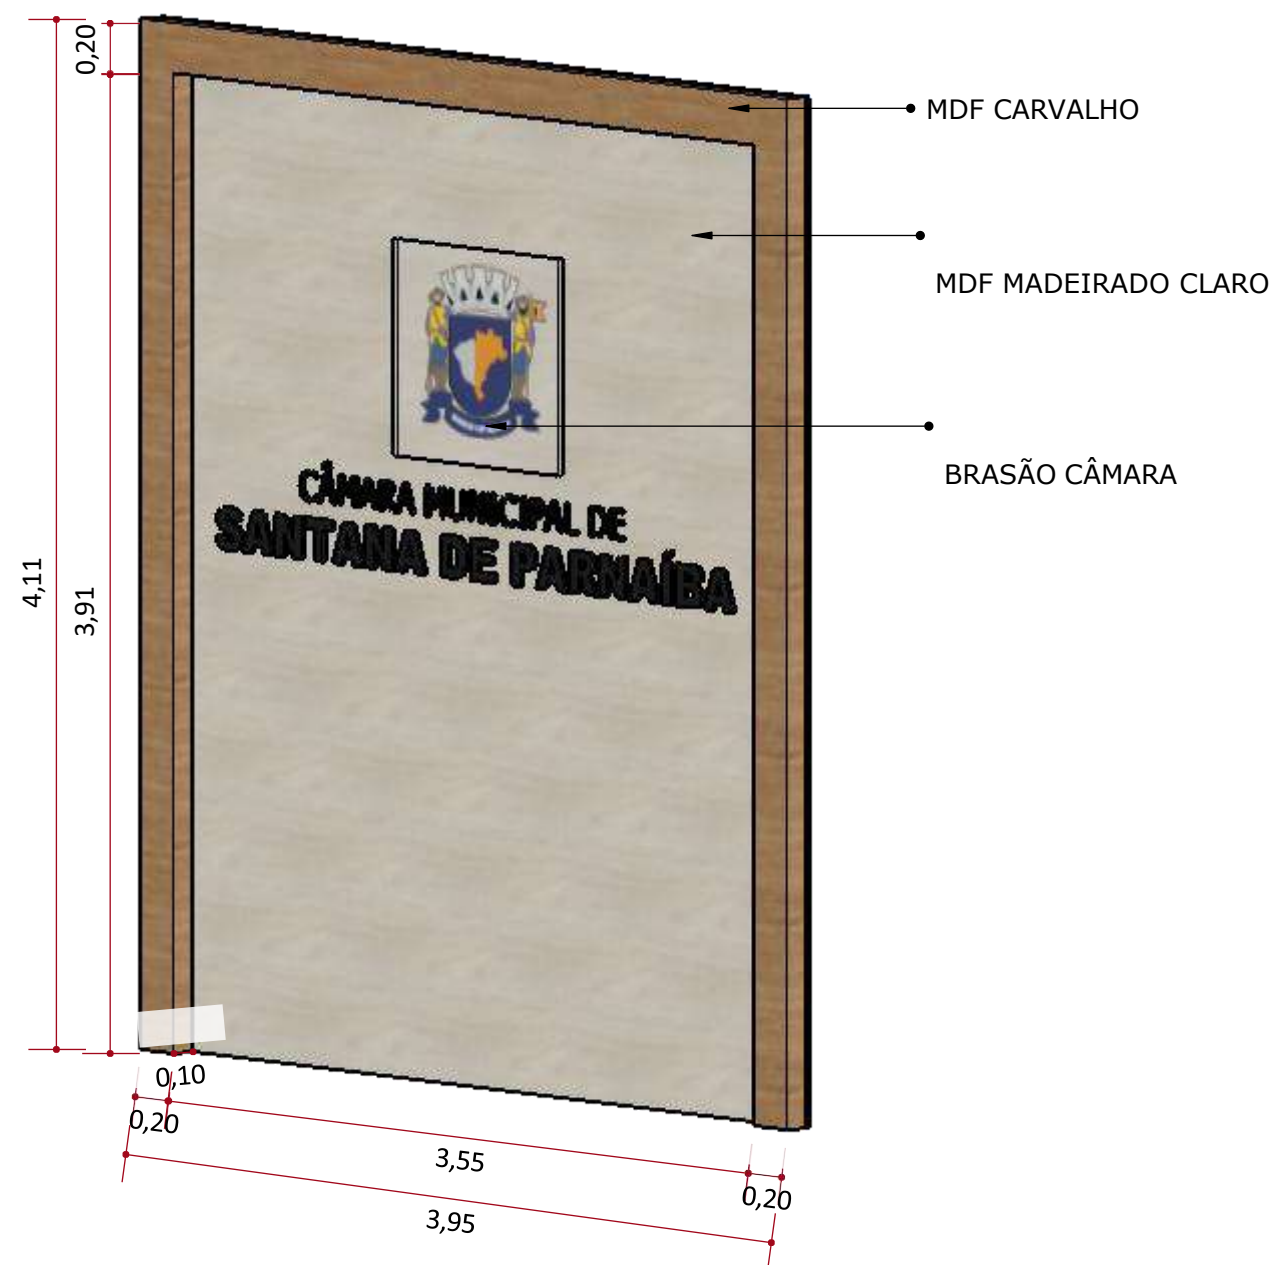 0,20
MDF CARVALHO
MDF MADEIRADO CLARO
BRASÃO CÂMARA
CÂMARA MUNICIPAL DE
SANTANA DE PARNAÍBA
4,11
3,91
0,10
0,20
3,55
0,20
3,95